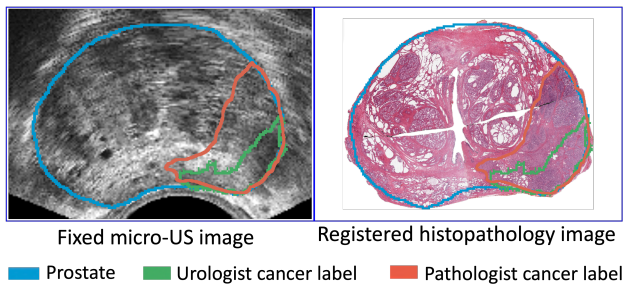 Fixed micro-US image
Registered histopathology image
Prostate
Urologist cancer label
Pathologist cancer label